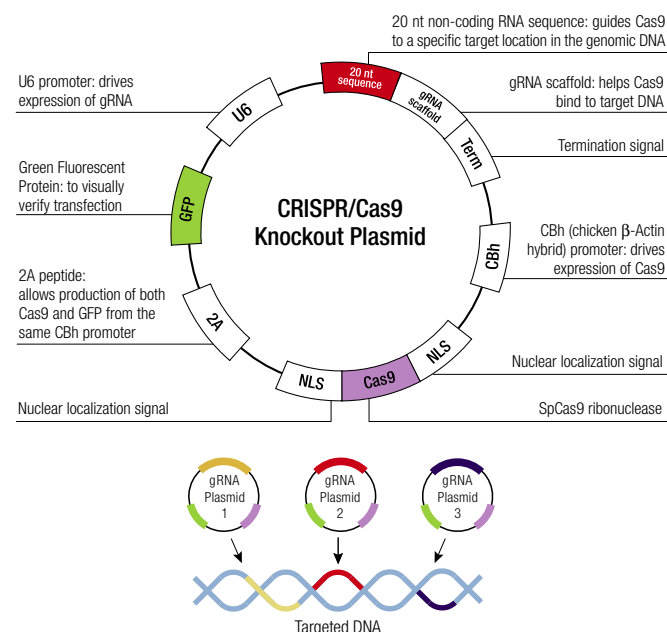 20 nt non-coding RNA sequence: guides Cas9
to a specific target location in the genomic DNA
U6 promoter: drives
expression of gRNA
gRNA scaffold: helps Cas9
bind to target DNA
Termination signal
Green Fluorescent
Protein: to visually
verify transfection
CBh (chicken β-Actin
hybrid) promoter: drives
expression of Cas9
2A peptide:
allows production of both
Cas9 and GFP from the
same CBh promoter
Nuclear localization signal
Nuclear localization signal
SpCas9 ribonuclease
20 nt
sequence
gRNA
scaffold
Term
CBh
NLS
Cas9
NLS
2A
GFP
U6
CRISPR/Cas9
Knockout Plasmid
gRNA
Plasmid
1
gRNA
Plasmid
2
gRNA
Plasmid
3
Targeted DNA